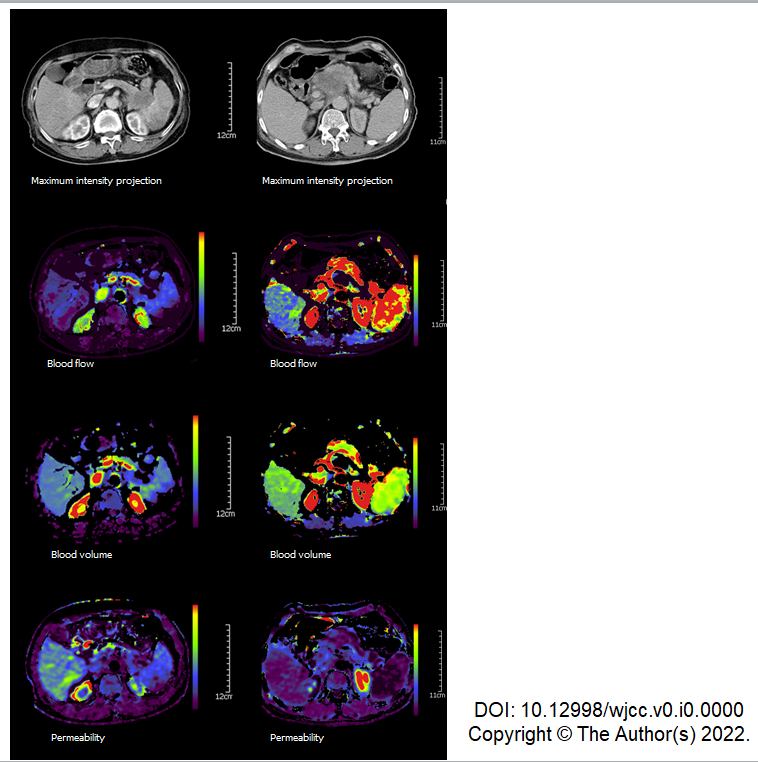 12cm
11cm
Maximum intensity projection
Maximum intensity projection
12cm
11cm
Blood flow
Blood flow
12cm
11cm
Blood volume
Blood volume
12cm
11cm
Permeability
Permeability
DOI: 10.12998/wjcc.v0.i0.0000
Copyright © The Author(s) 2022.